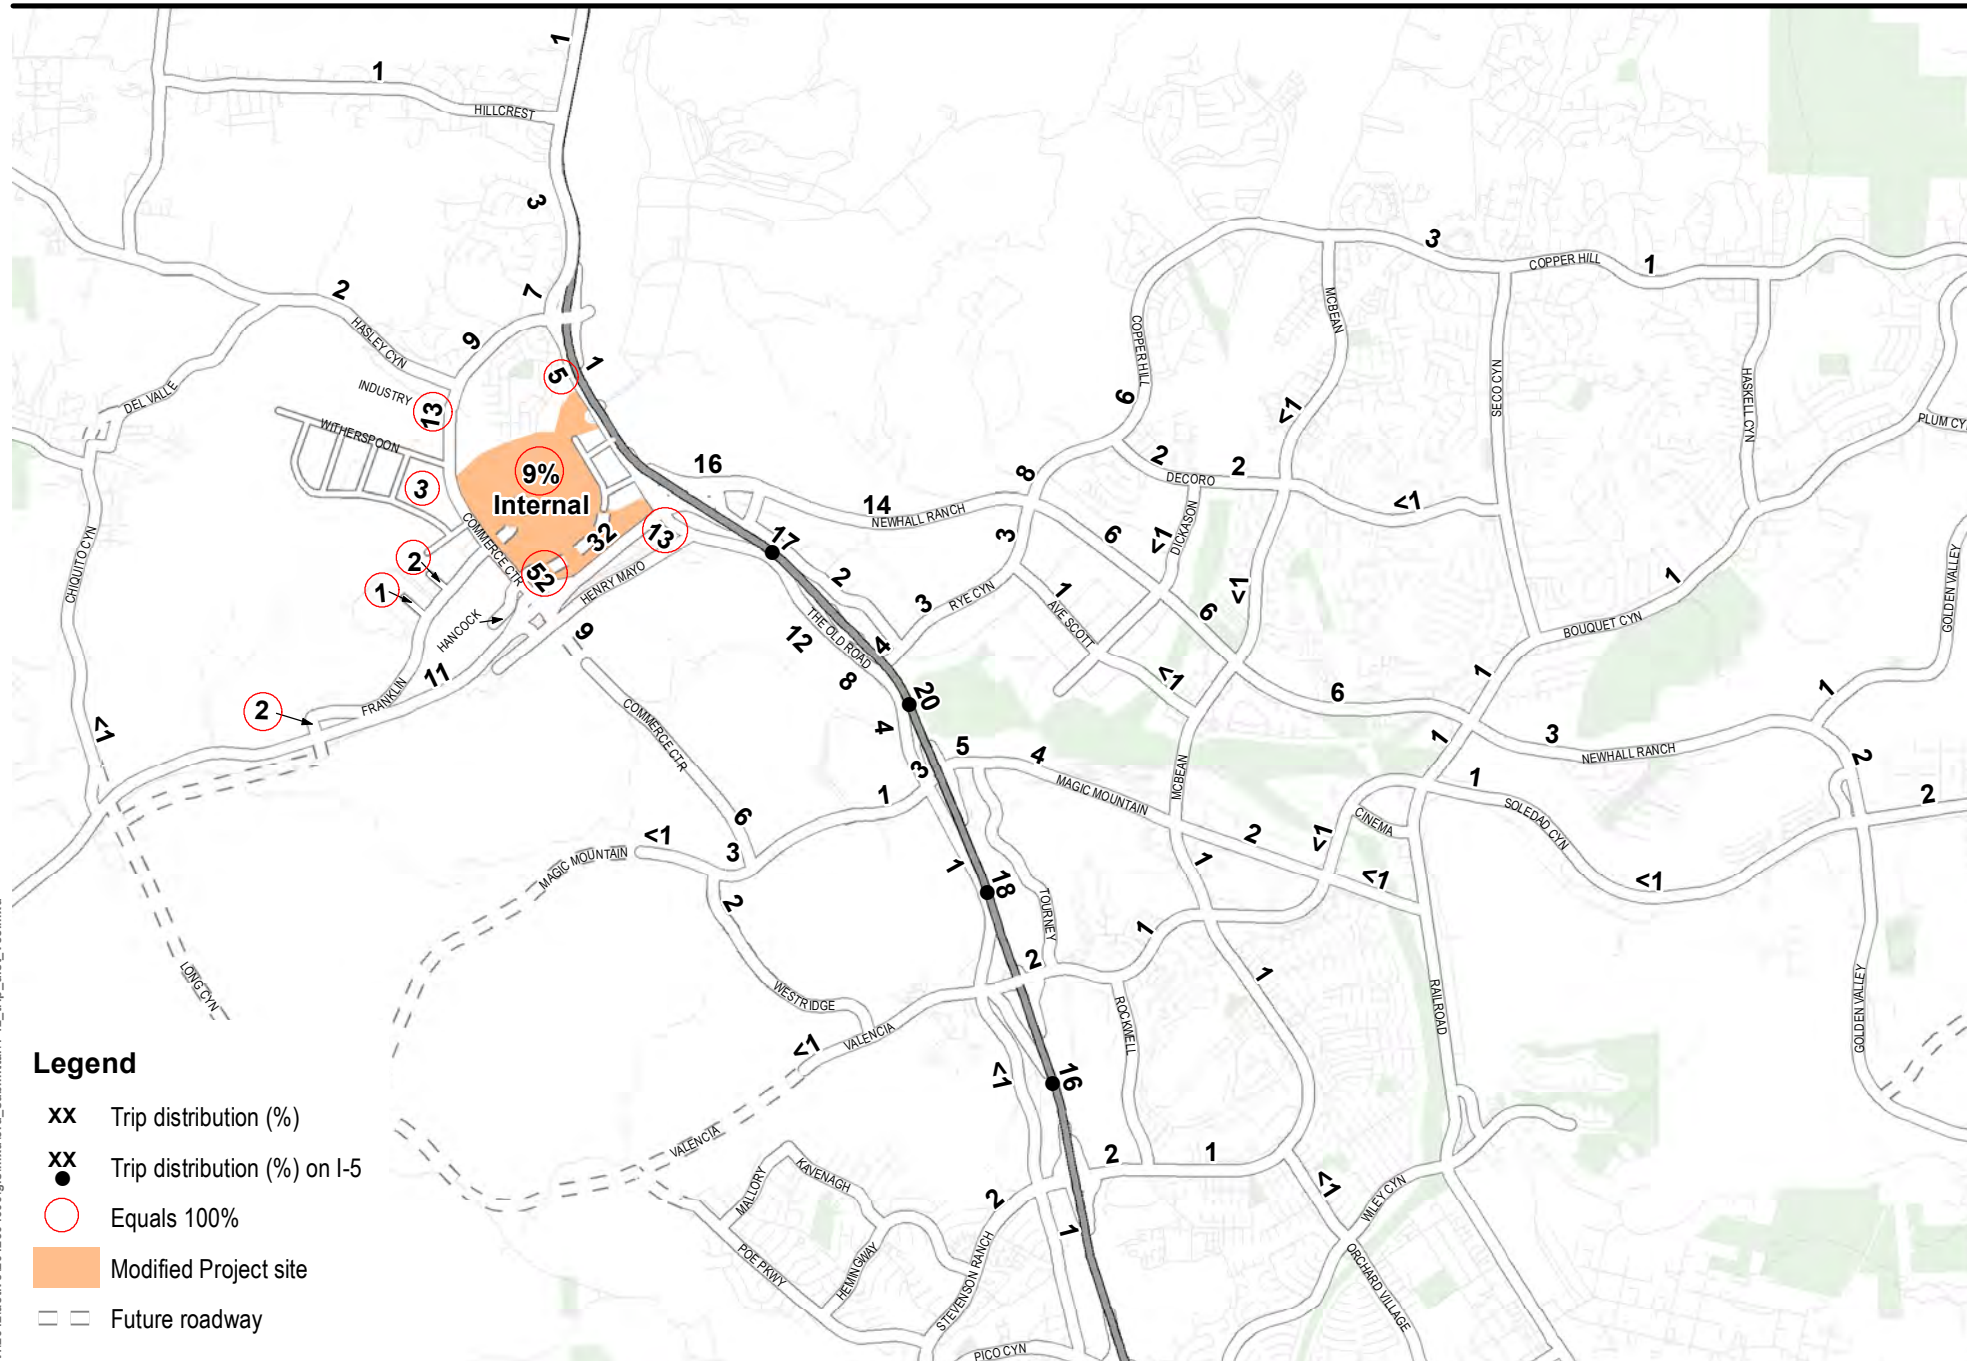 1
1
HILLCREST
3
2
7
HASLEY CYN
9
1
5
INDUSTRY
13
DEL VALLE
WITHERSPOON
3
9%
Internal
COMMERCE CTR
32
13
52
HENRY MAYO
2
1
HANCOCK
9
11
FRANKLIN
2
CHIQUITO CYN
<1
LONG CYN
16
14
NEWHALL RANCH
17
2
THE OLD ROAD
12
8
4
4
20
3
RYE CYN
3
8
6
COPPER HILL
3
COPPER HILL
1
MCBEAN
SECO CYN
HASKELL CYN
PLUM CY
<1
2
DECORO
2
<1
DICKASON
<1
6
6
<1
1
AVE SCOTT
<1
1
BOUQUET CYN
GOLDEN VALLEY
1
6
1
3
NEWHALL RANCH
1
2
2
COMMERCE CTR
6
3
<1
MAGIC MOUNTAIN
2
WESTRIDGE
1
3
5
4
MAGIC MOUNTAIN
MCBEAN
2
<1
CINEMA
1
SOLEDAD CYN
<1
<1
1
1
18
TOURNEY
2
1
1
ROCKWELL
RAILROAD
GOLDEN VALLEY
<1
VALENCIA
<1
16
VALENCIA
2
1
<1
WILEY CYN
ORCHARD VILLAGE
MALLORY
KAVENAGH
HEMINGWAY
POE PKWY
2
STEVENSON RANCH
1
PICO CYN
Legend
XX Trip distribution (%)
XX Trip distribution (%) on I-5
Equals 100%
Modified Project site
Future roadway